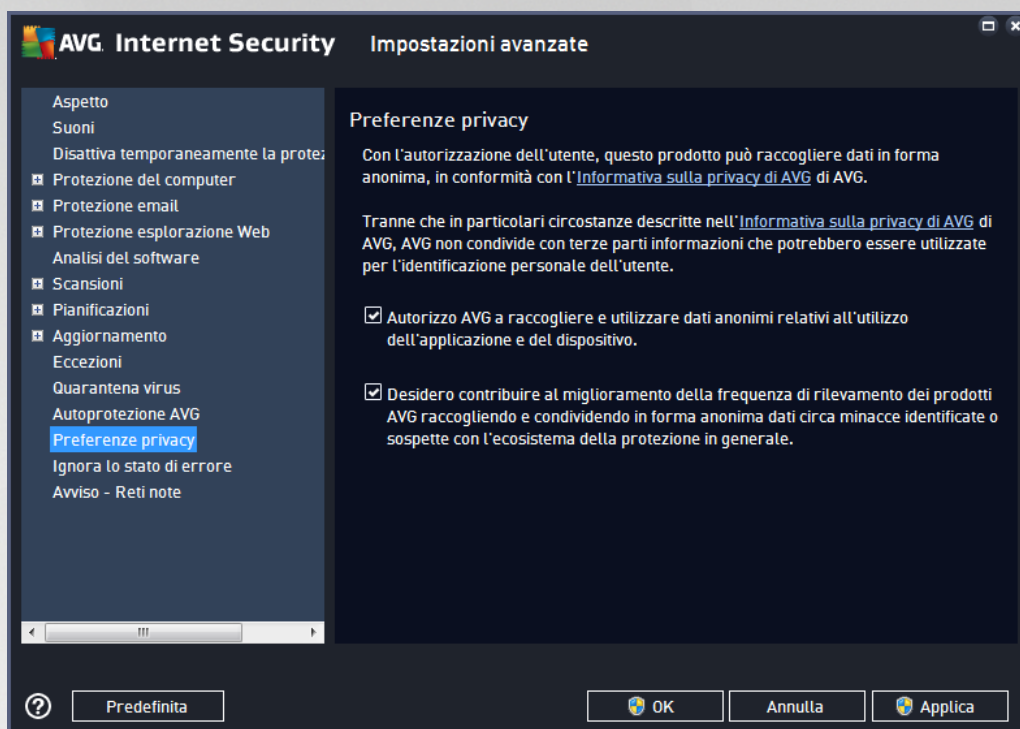 AVG. Internet Security
Impostazioni avanzate
Aspetto
Suoni
Disattiva temporaneamente la
Protezione del computer
Protezione email
Protezione esplorazione Web
Analisi del software
Scansioni
Pianificazioni
Aggiornamento
Eccezioni
Quarantena virus
Autoprotezione AVG
Preferenze privacy
Ignora lo stato di errore
Avviso - Reti note
Preferenze privacy
Con l'autorizzazione dell'utente, questo prodotto può raccogliere dati in forma
anonima, in conformità con l'Informativa sulla privacy di AVG di AVG.
Tranne che in particolari circostanze descritte nell'Informativa sulla privacy di AVG di
AVG, AVG non condivide con terze parti informazioni che potrebbero essere utilizzate
per l'identificazione personale dell'utente.
Autorizzo AVG a raccogliere e utilizzare dati anonimi relativi all'utilizzo
dell'applicazione e del dispositivo.
Desidero contribuire al miglioramento della frequenza di rilevamento dei prodotti
AVG raccogliendo e condividendo in forma anonima dati circa minacce identificate o
sospette con l'ecosistema della protezione in generale.
Predefinita
OK
Annulla
Applica